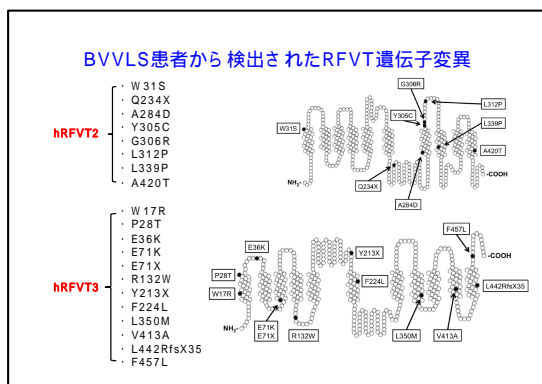 BVVLS患者から検出されたRFVT遺伝子変異
hRFVT2
・ W31S
・ Q234X
・ A284D
・ Y305C
・ G306R
・ L312P
・ L339P
・ A420T
G306R
Y305C
L312P
W31S
L339P
A420T
Q234X
A284D
NH₂-
-COOH
hRFVT3
・ W17R
・ P28T
・ E36K
・ E71K
・ E71X
・ R132W
・ Y213X
・ F224L
・ L350M
・ V413A
・ L442RfsX35
・ F457L
F457L
E36K
Y213X
-COOH
P28T
F224L
L442RfsX35
W17R
NH₂-
E71K
E71X
R132W
L350M
V413A